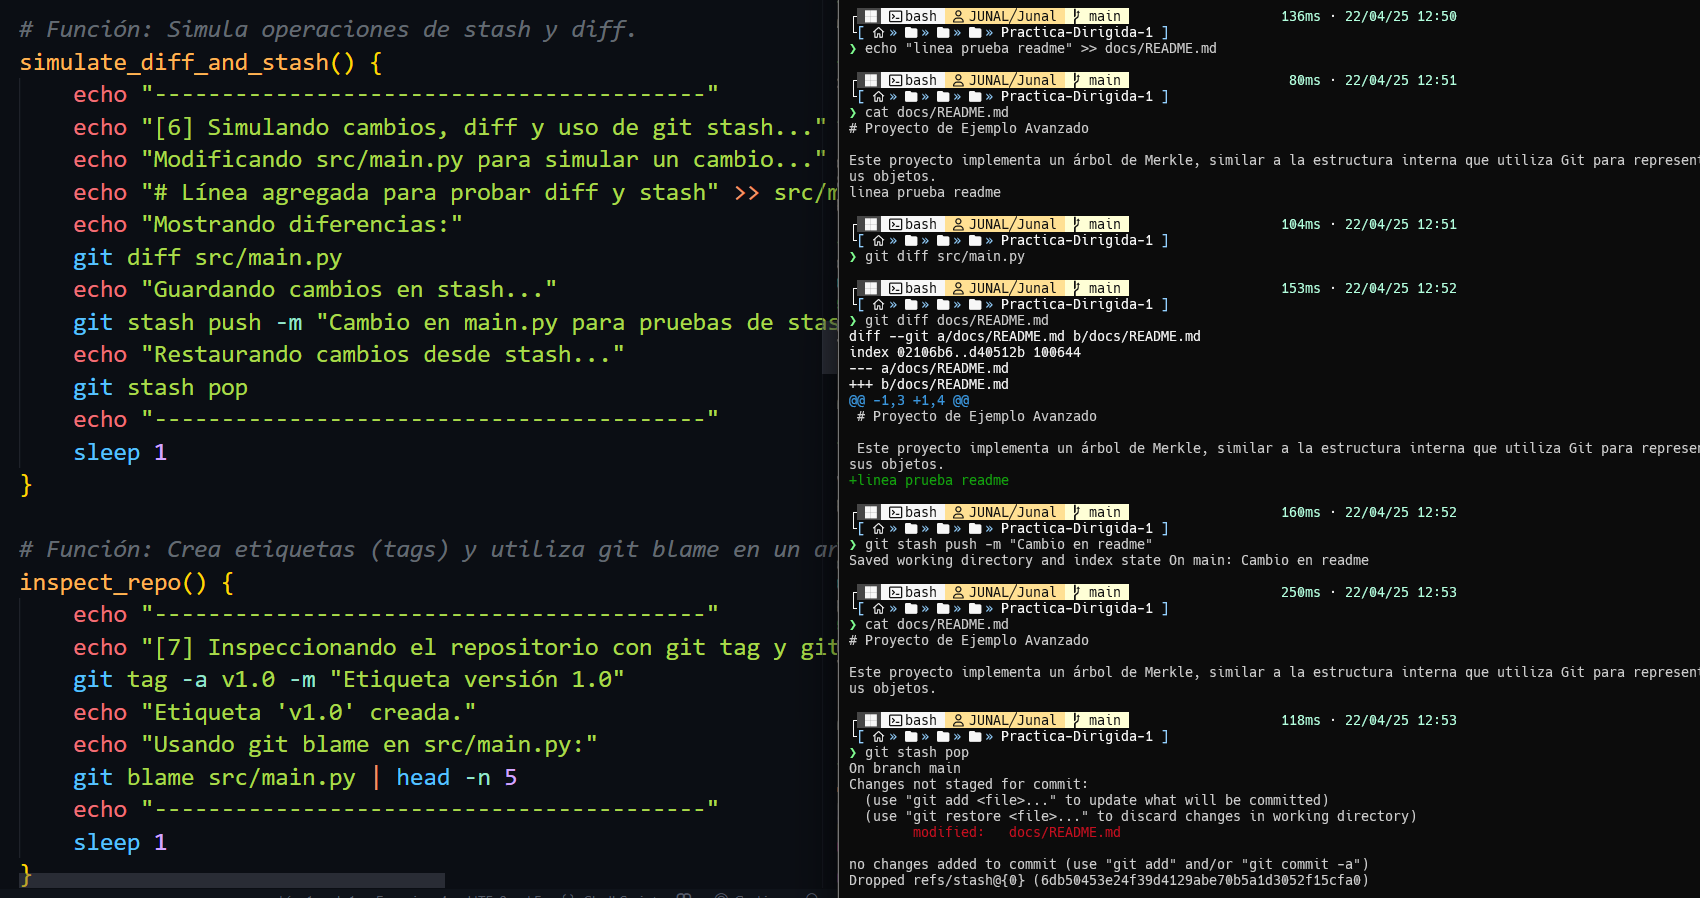 # Función: Simula operaciones de stash y diff.
simulate_diff_and_stash() {
echo "-----------------------------------------"
echo "[6] Simulando cambios, diff y uso de git stash..."
echo "Modificando src/main.py para simular un cambio..."
echo "# Línea agregada para probar diff y stash" >> src/m
echo "Mostrando diferencias:"
git diff src/main.py
echo "Guardando cambios en stash..."
git stash push -m "Cambio en main.py para pruebas de stas
echo "Restaurando cambios desde stash..."
git stash pop
echo "-----------------------------------------"
sleep 1
}
# Función: Crea etiquetas (tags) y utiliza git blame en un ar
inspect_repo() {
echo "-----------------------------------------"
echo "[7] Inspeccionando el repositorio con git tag y git
git tag -a v1.0 -m "Etiqueta versión 1.0"
echo "Etiqueta 'v1.0' creada."
echo "Usando git blame en src/main.py:"
git blame src/main.py | head -n 5
echo "-----------------------------------------"
sleep 1
}
bash JUNAL/Junal main 136ms · 22/04/25 12:50
[ » » » » Practica-Dirigida-1 ]
❯ echo "linea prueba readme" >> docs/README.md
bash JUNAL/Junal main 80ms · 22/04/25 12:51
[ » » » » Practica-Dirigida-1 ]
❯ cat docs/README.md
# Proyecto de Ejemplo Avanzado
Este proyecto implementa un árbol de Merkle, similar a la estructura interna que utiliza Git para represent
us objetos.
linea prueba readme
bash JUNAL/Junal main 104ms · 22/04/25 12:51
[ » » » » Practica-Dirigida-1 ]
❯ git diff src/main.py
bash JUNAL/Junal main 153ms · 22/04/25 12:52
[ » » » » Practica-Dirigida-1 ]
❯ git diff docs/README.md
diff --git a/docs/README.md b/docs/README.md
index 02106b6..d40512b 100644
--- a/docs/README.md
+++ b/docs/README.md
@@ -1,3 +1,4 @@
# Proyecto de Ejemplo Avanzado
Este proyecto implementa un árbol de Merkle, similar a la estructura interna que utiliza Git para represen
sus objetos.
+linea prueba readme
bash JUNAL/Junal main 160ms · 22/04/25 12:52
[ » » » » Practica-Dirigida-1 ]
❯ git stash push -m "Cambio en readme"
Saved working directory and index state On main: Cambio en readme
bash JUNAL/Junal main 250ms · 22/04/25 12:53
[ » » » » Practica-Dirigida-1 ]
❯ cat docs/README.md
# Proyecto de Ejemplo Avanzado
Este proyecto implementa un árbol de Merkle, similar a la estructura interna que utiliza Git para represent
us objetos.
bash JUNAL/Junal main 118ms · 22/04/25 12:53
[ » » » » Practica-Dirigida-1 ]
❯ git stash pop
On branch main
Changes not staged for commit:
(use "git add <file>..." to update what will be committed)
(use "git restore <file>..." to discard changes in working directory)
modified: docs/README.md
no changes added to commit (use "git add" and/or "git commit -a")
Dropped refs/stash@{0} (6db50453e24f39d4129abe70b5a1d3052f15cfa0)